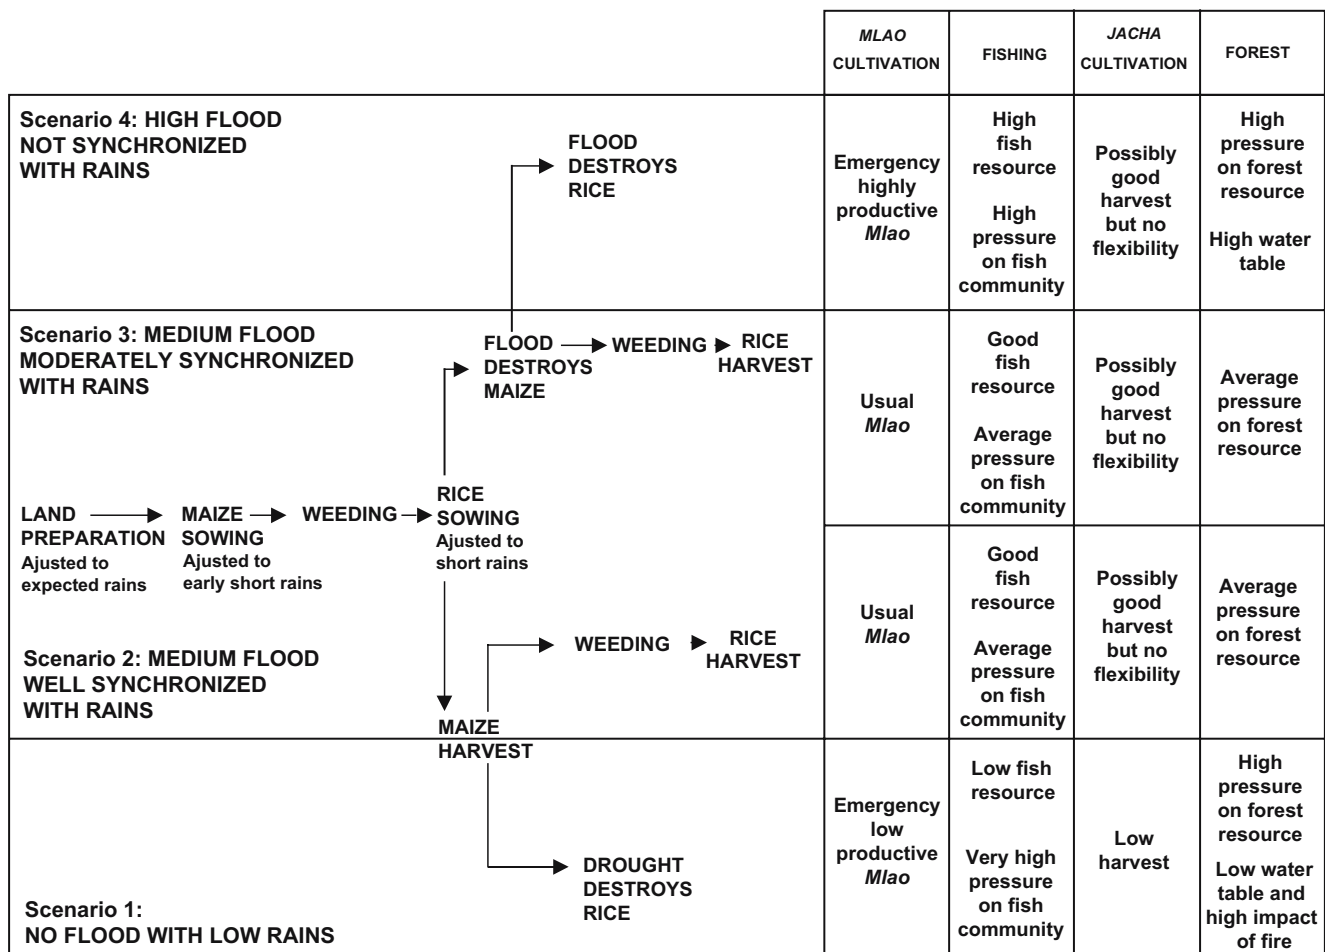 MLAO
CULTIVATION
FISHING
JACHA
CULTIVATION
FOREST
Scenario 4: HIGH FLOOD
NOT SYNCHRONIZED
WITH RAINS
FLOOD
DESTROYS
RICE
Emergency
highly
productive
Mlao
High
fish
resource
High
pressure
on fish
community
Possibly
good
harvest
but no
flexibility
High
pressure
on forest
resource
High water
table
Scenario 3: MEDIUM FLOOD
MODERATELY SYNCHRONIZED
WITH RAINS
FLOOD
DESTROYS
MAIZE
WEEDING
RICE
HARVEST
Usual
Mlao
Good
fish
resource
Average
pressure
on fish
community
Possibly
good
harvest
but no
flexibility
Average
pressure
on forest
resource
LAND
PREPARATION
Ajusted to
expected rains
MAIZE
SOWING
Ajusted to
early short rains
WEEDING
RICE
SOWING
Ajusted to
short rains
Scenario 2: MEDIUM FLOOD
WELL SYNCHRONIZED
WITH RAINS
WEEDING
RICE
HARVEST
MAIZE
HARVEST
Usual
Mlao
Good
fish
resource
Average
pressure
on fish
community
Possibly
good
harvest
but no
flexibility
Average
pressure
on forest
resource
Scenario 1:
NO FLOOD WITH LOW RAINS
DROUGHT
DESTROYS
RICE
Emergency
low
productive
Mlao
Low fish
resource
Very high
pressure
on fish
community
Low
harvest
High
pressure
on forest
resource
Low water
table and
high impact
of fire